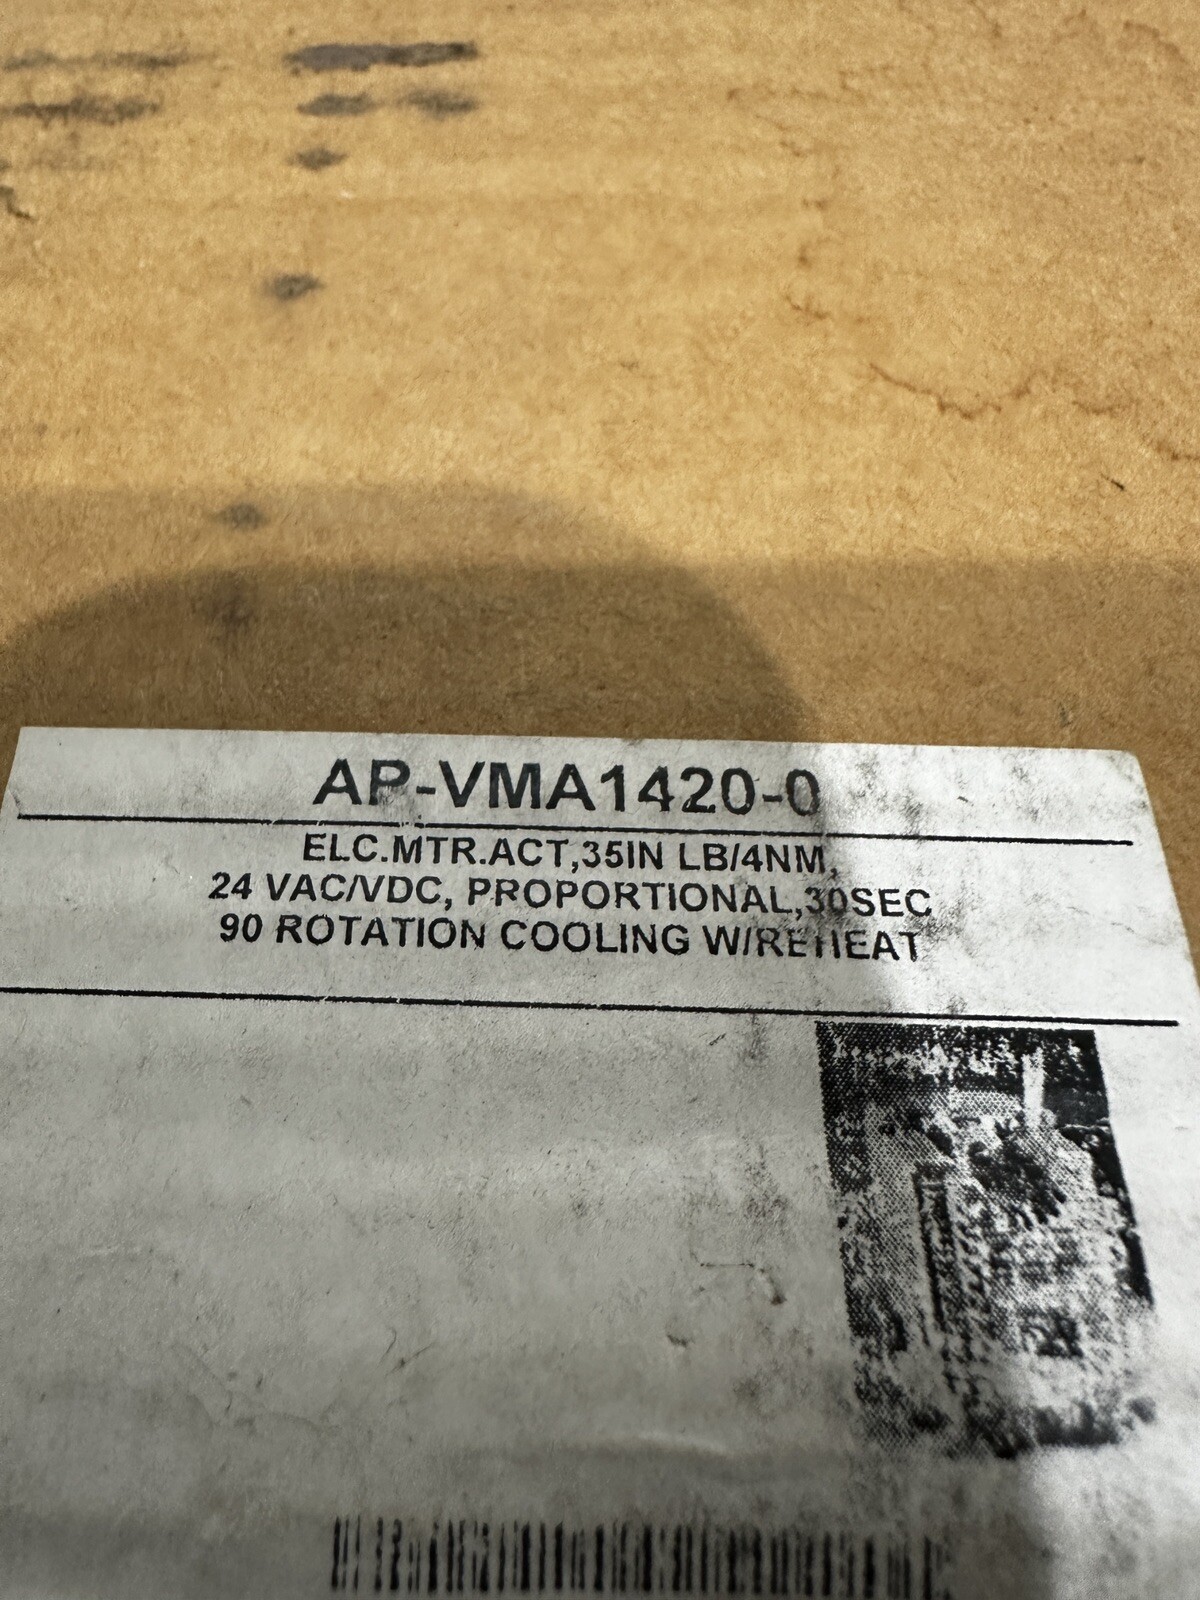 AP-VMA1420-0
ELC.MTR.ACT,35IN LB/4NM,
24 VAC/VDC, PROPORTIONAL,30SEC
90 ROTATION COOLING W/REHEAT